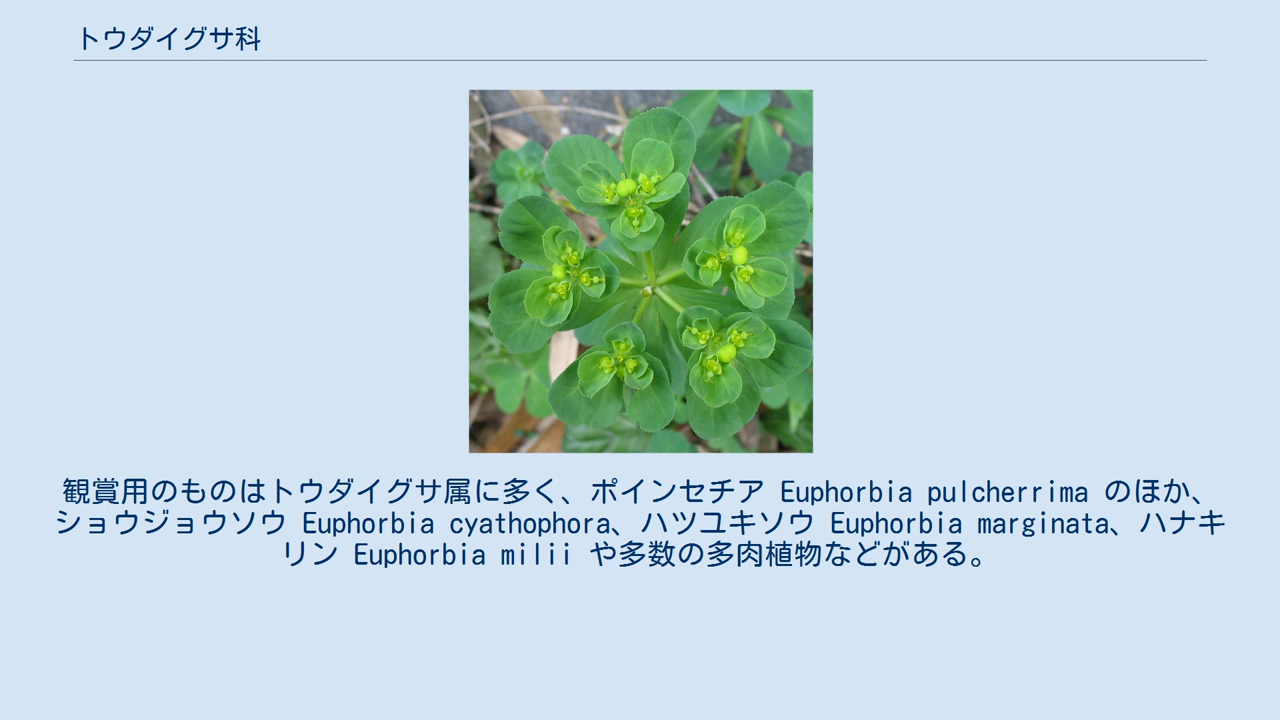 トウダイグサ科
観賞用のものはトウダイグサ属に多く、ポインセチア Euphorbia pulcherrima のほか、
ショウジョウソウ Euphorbia cyathophora、ハツユキソウ Euphorbia marginata、ハナキ
リン Euphorbia milii や多数の多肉植物などがある。